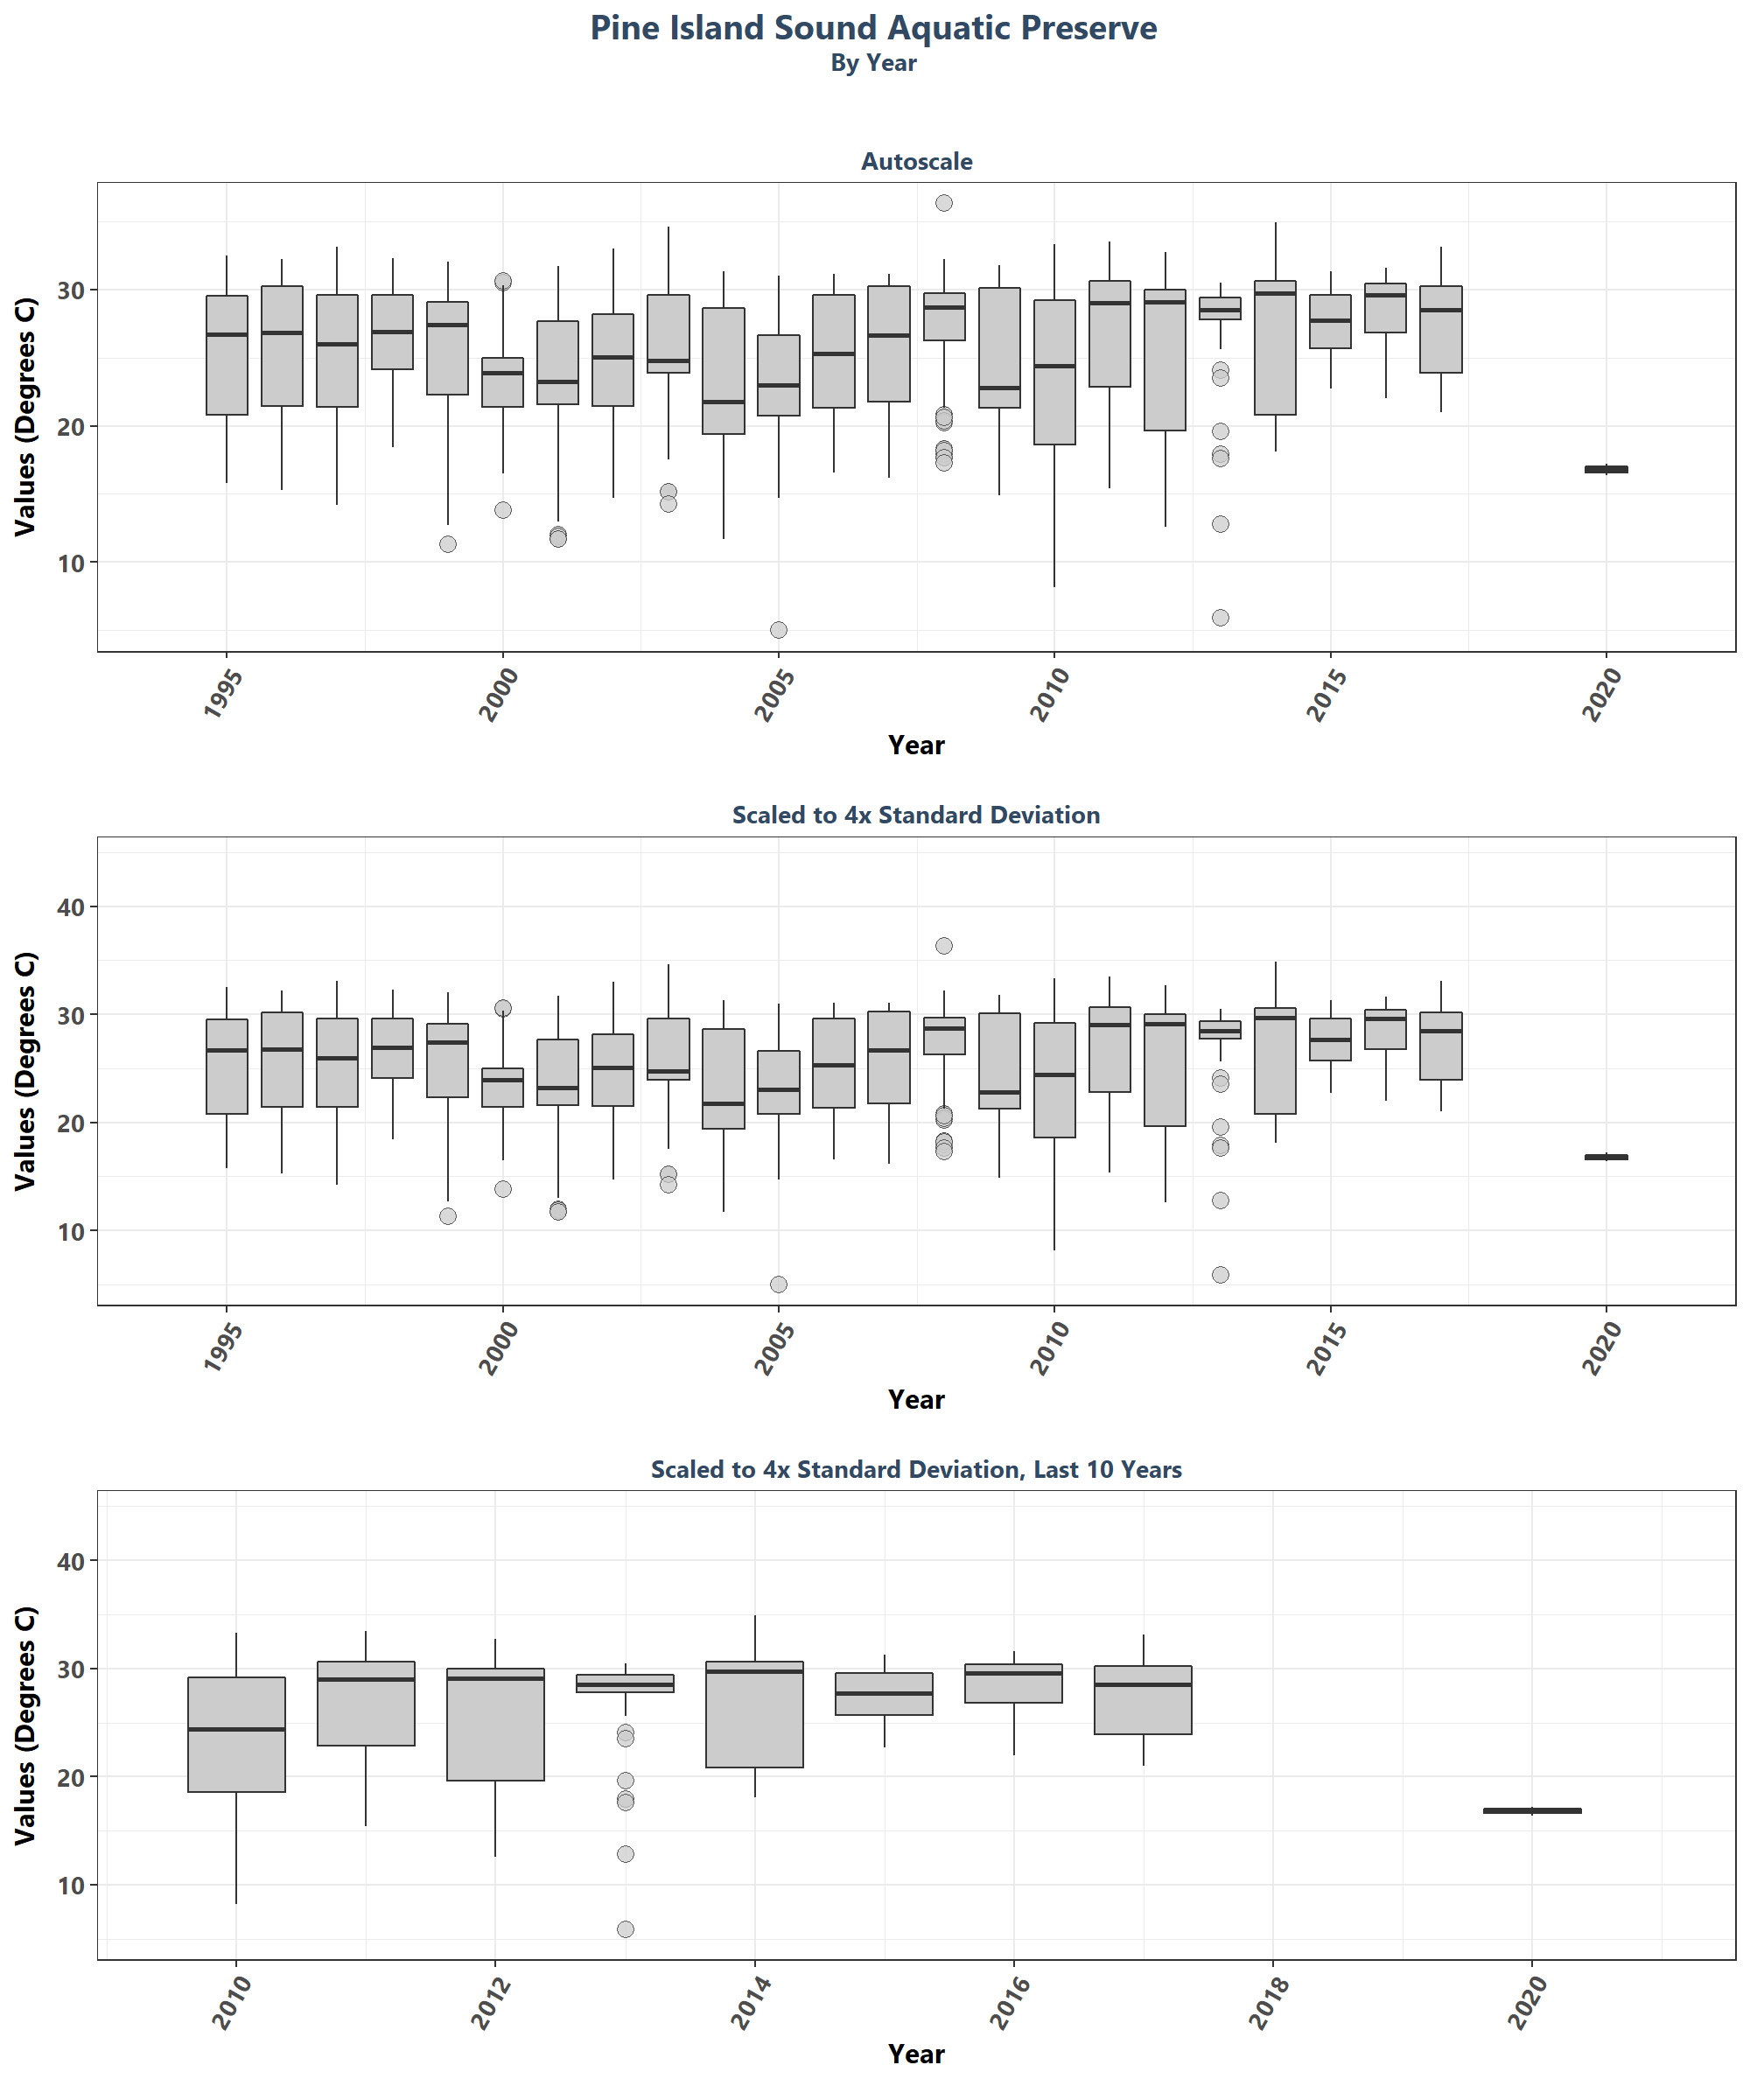 Pine Island Sound Aquatic Preserve
By Year
Autoscale
Values (Degrees C)
30
20
10
1995
2000
2005
2010
2015
2020
Year
Scaled to 4x Standard Deviation
Values (Degrees C)
40
30
20
10
1995
2000
2005
2010
2015
2020
Year
Scaled to 4x Standard Deviation, Last 10 Years
Values (Degrees C)
40
30
20
10
2010
2012
2014
2016
2018
2020
Year